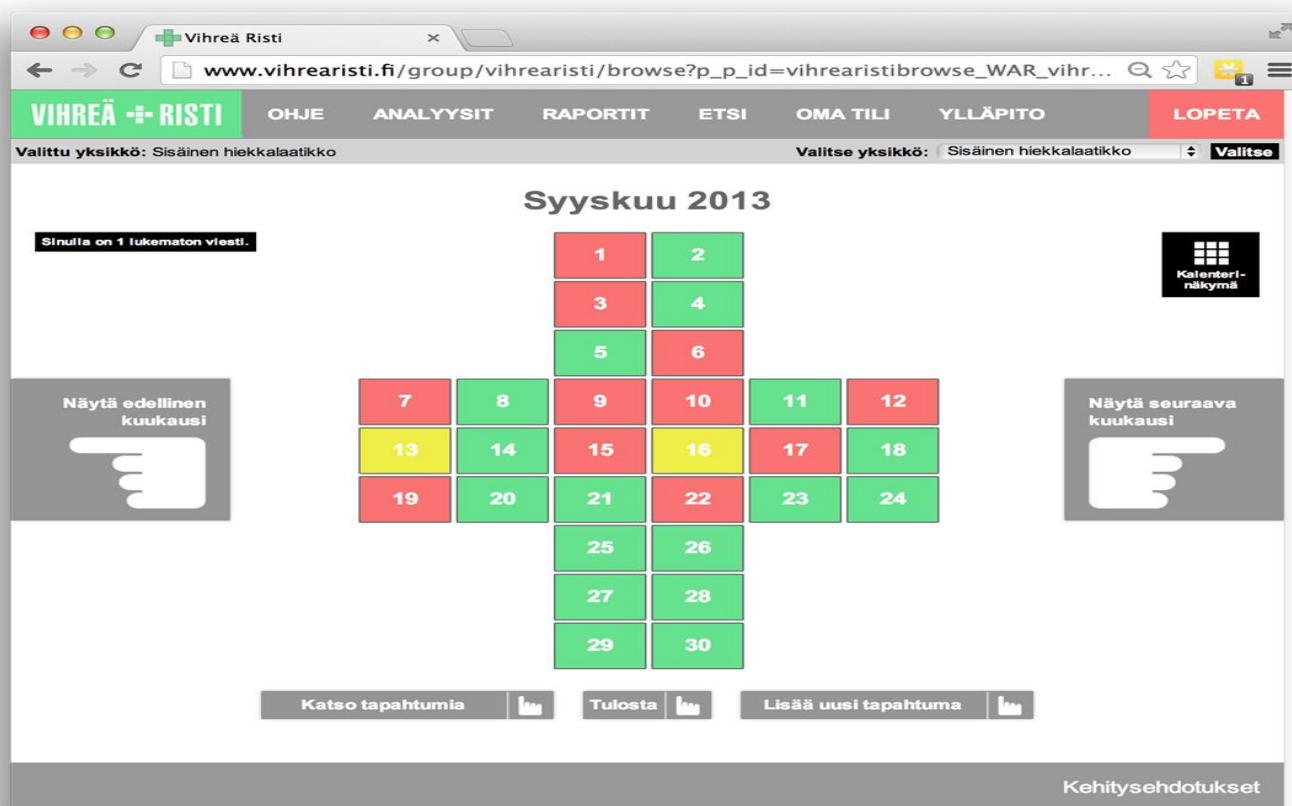 Vihreä Risti
www.vihrearisti.fi/group/vihrearisti/browse?p_p_id=vihrearistibrowse_WAR_vihr...
1
VIHREÄ RISTI OHJE ANALYYSIT RAPORTIT ETSI OMA TILI YLLÄPITO LOPETA
Valittu yksikkö: Sisäinen hiekkalaatikko Valitse yksikkö: Sisäinen hiekkalaatikko Valitse
Syyskuu 2013
Sinulla on 1 lukematon viesti.
Kalenteri-
näkymä
1 2
3 4
5 6
Näytä edellinen
kuukausi
7 8 9 10 11 12
13 14 15 16 17 18
19 20 21 22 23 24
Näytä seuraava
kuukausi
25 26
27 28
29 30
Katso tapahtumia Tulosta Lisää uusi tapahtuma
Kehitysehdotukset